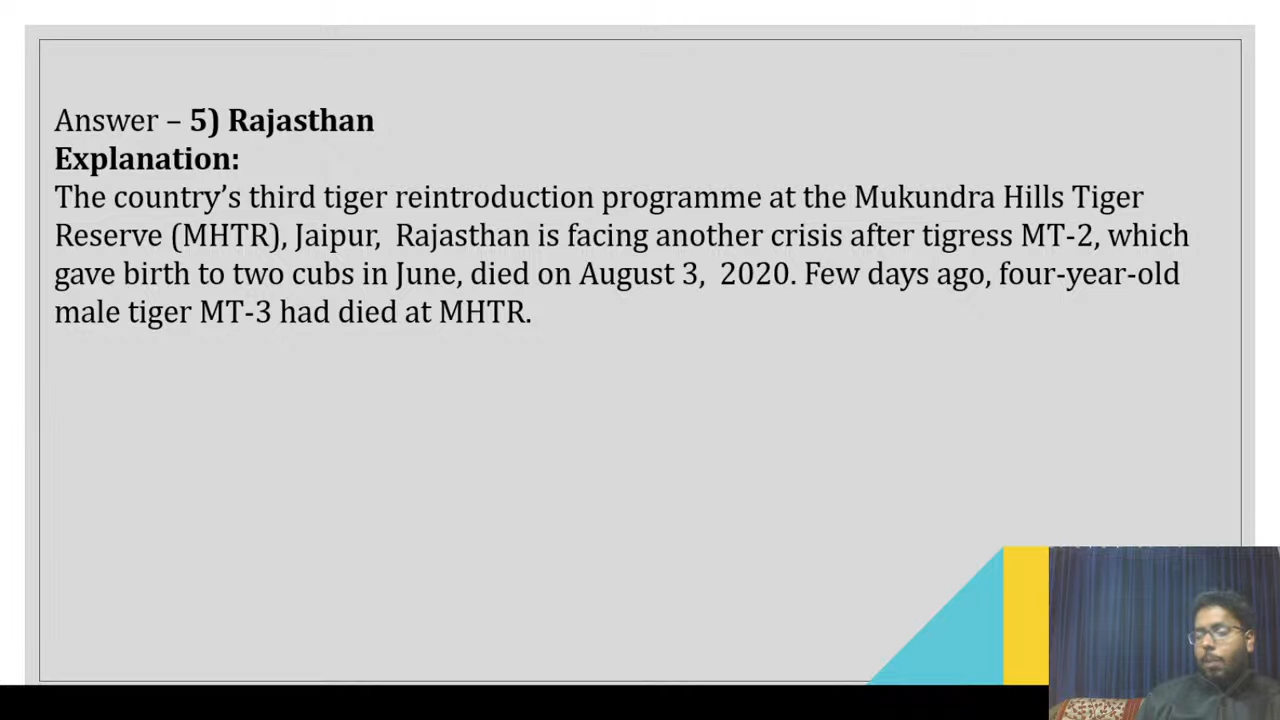 Answer – 5) Rajasthan
Explanation:
The country’s third tiger reintroduction programme at the Mukundra Hills Tiger
Reserve (MHTR), Jaipur,  Rajasthan is facing another crisis after tigress MT-2, which
gave birth to two cubs in June, died on August 3,  2020. Few days ago, four-year-old
male tiger MT-3 had died at MHTR.